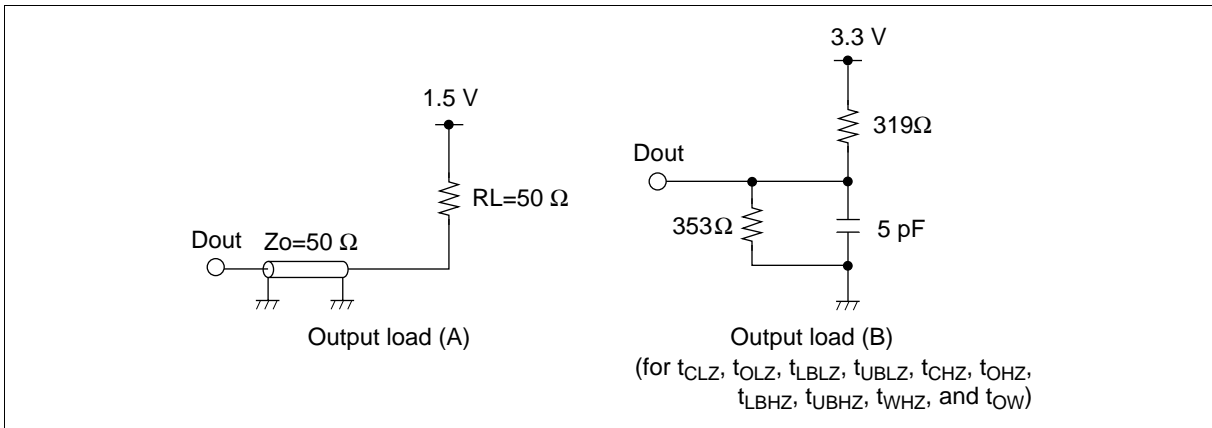 1.5 V
RL=50 Ω
Dout
Zo=50 Ω
Output load (A)
3.3 V
319Ω
Dout
353Ω
5 pF
Output load (B)
(for tCLZ, tOLZ, tLBLZ, tUBLZ, tCHZ, tOHZ,
tLBHZ, tUBHZ, tWHZ, and tOW)